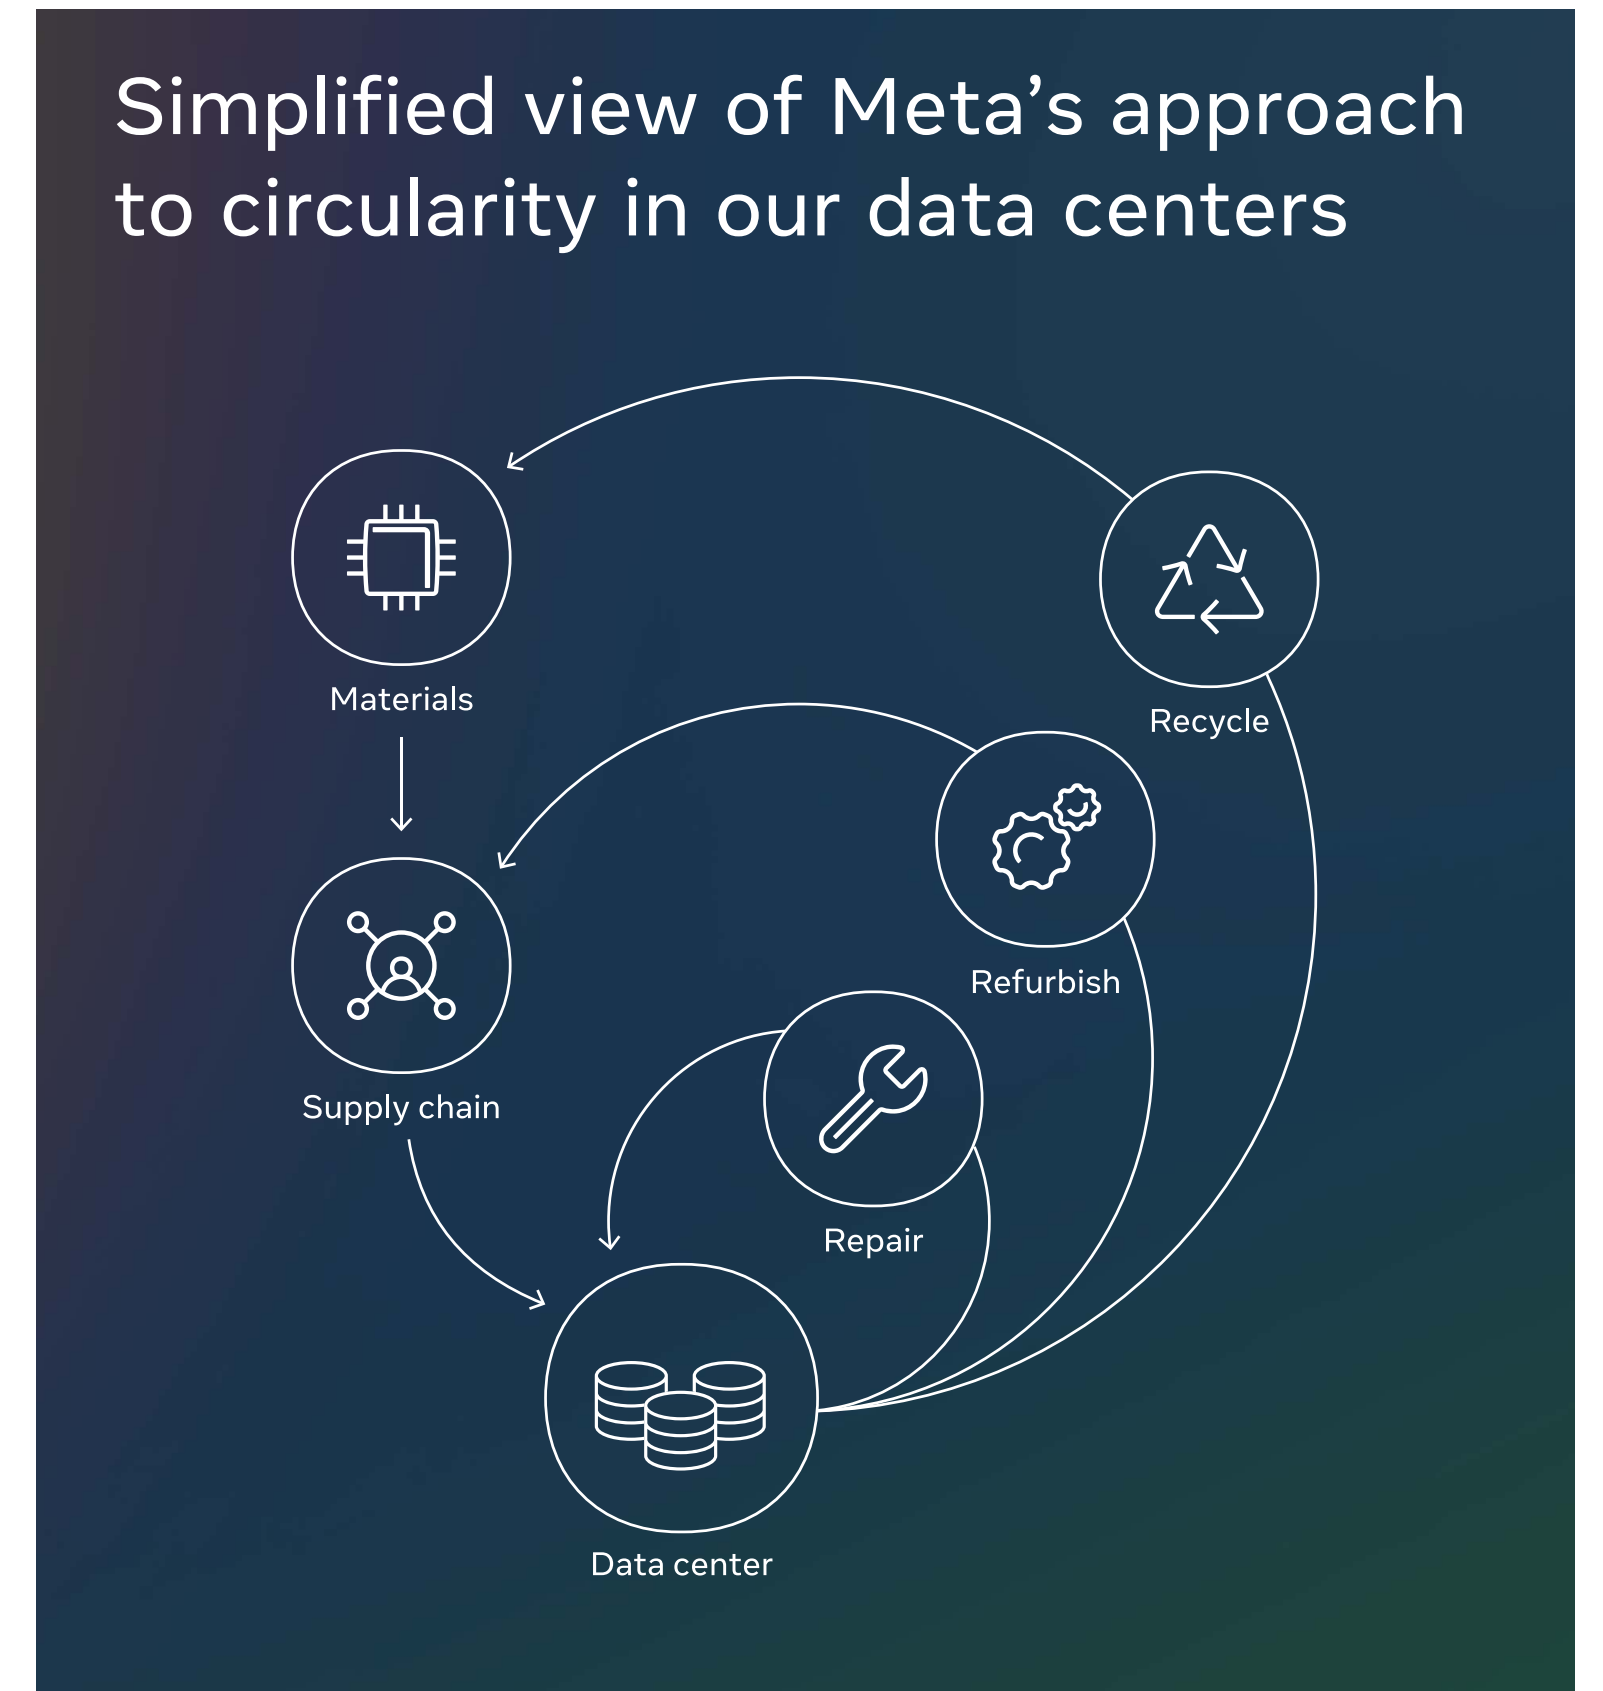 Simplified view of Meta’s approach
to circularity in our data centers
Materials
Recycle
Refurbish
Supply chain
Repair
Data center